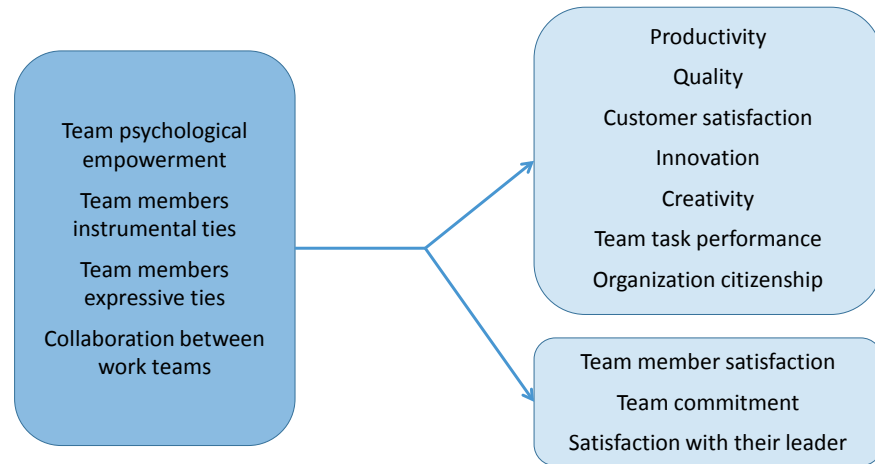 Team psychological
empowerment
Team members
instrumental ties
Team members
expressive ties
Collaboration between
work teams
Productivity
Quality
Customer satisfaction
Innovation
Creativity
Team task performance
Organization citizenship
Team member satisfaction
Team commitment
Satisfaction with their leader